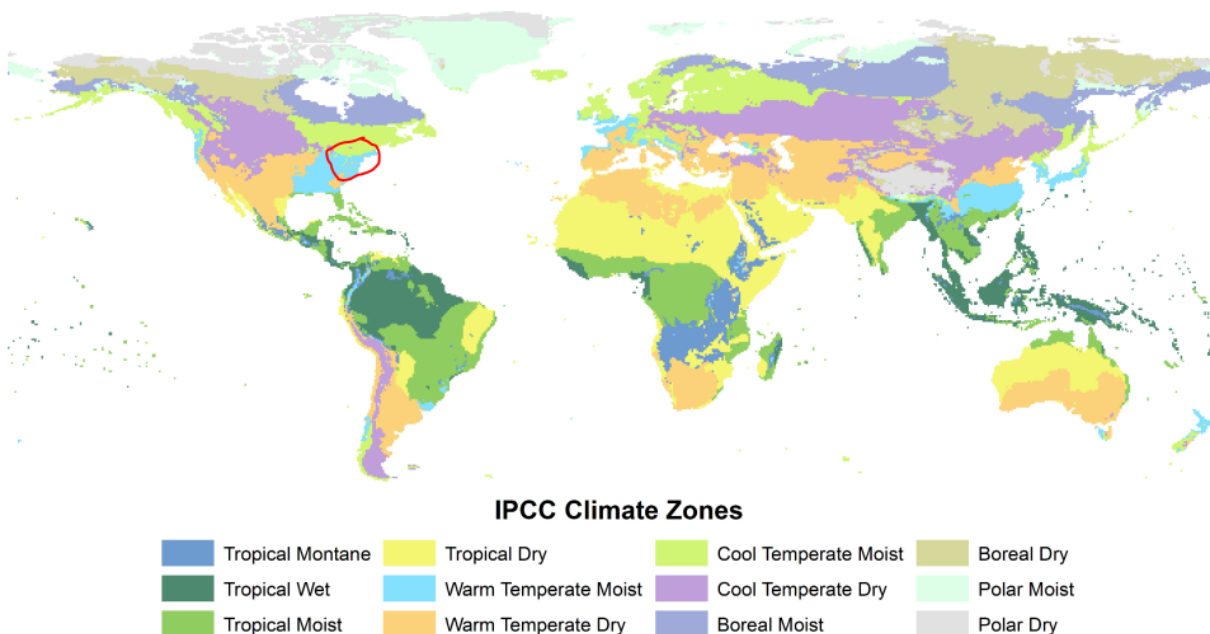 IPCC Climate Zones
Tropical Montane Tropical Dry Cool Temperate Moist Boreal Dry
Tropical Wet Warm Temperate Moist Cool Temperate Dry Polar Moist
Tropical Moist Warm Temperate Dry Boreal Moist Polar Dry